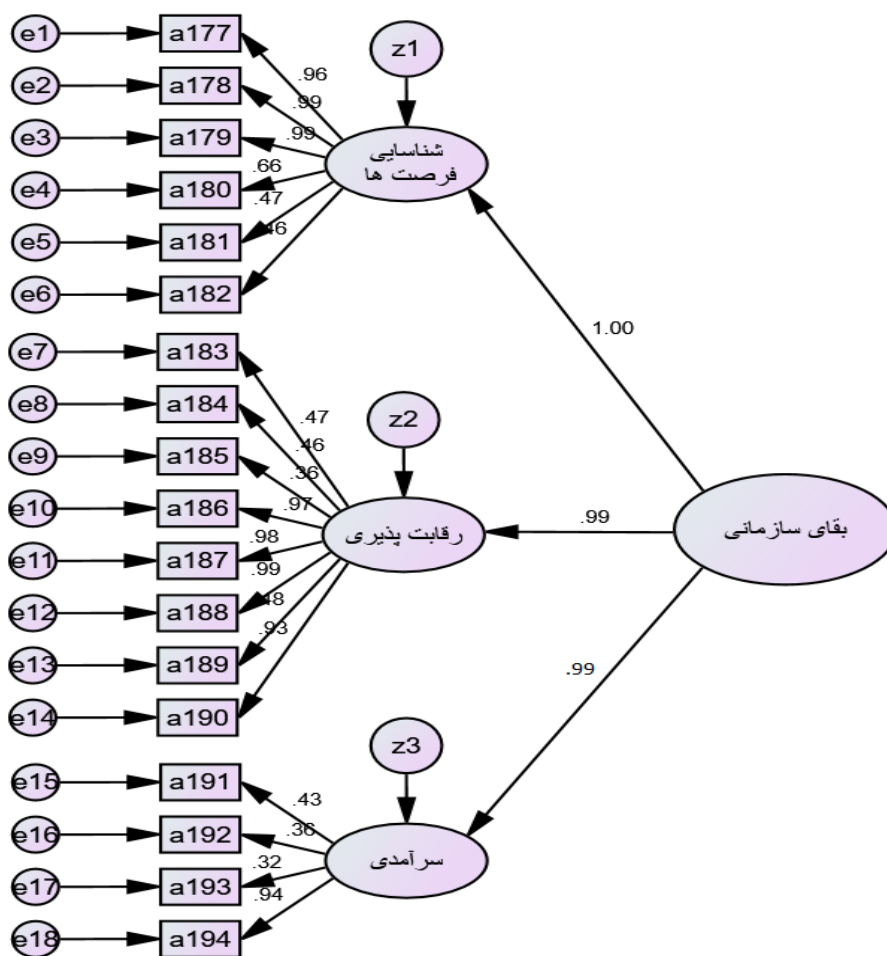 e1
a177
z1
e2
a178
.96
e3
a179
.99
.99
شناسایی
فرصت ها
e4
a180
.66
e5
a181
.47
e6
a182
1.00
e7
a183
e8
a184
.47
z2
e9
a185
.46
.36
e10
a186
.97
e11
a187
.98
رقابت پذیری
.99
بقای سازمانی
e12
a188
.99
.48
e13
a189
.93
e14
a190
.99
z3
e15
a191
.43
e16
a192
.36
e17
a193
.32
سرآمدی
e18
a194
.94